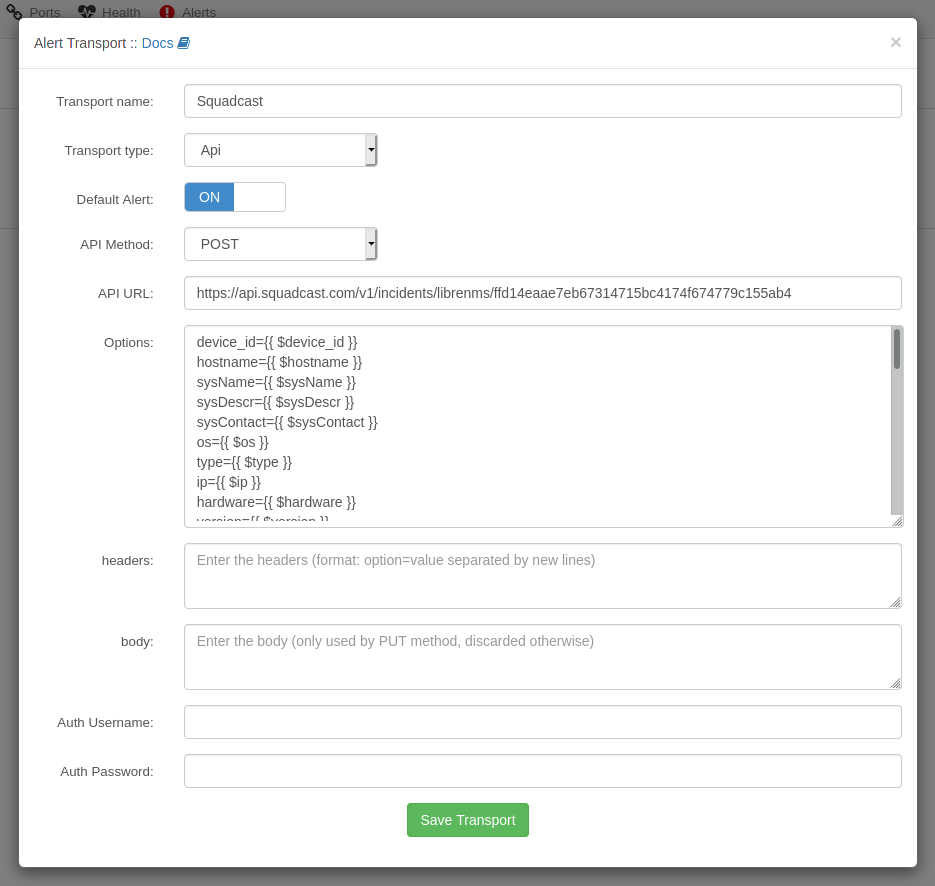 Ports Health Alerts
Alert Transport :: Docs ×
Transport name: Squadcast
Transport type: Api
Default Alert: ON
API Method: POST
API URL: https://api.squadcast.com/v1/incidents/librenms/ffd14eaae7eb67314715bc4174f674779c155ab4
Options: device_id={{ $device_id }}
hostname={{ $hostname }}
sysName={{ $sysName }}
sysDescr={{ $sysDescr }}
sysContact={{ $sysContact }}
os={{ $os }}
type={{ $type }}
ip={{ $ip }}
hardware={{ $hardware }}
version={{ $version }}
headers: Enter the headers (format: option=value separated by new lines)
body: Enter the body (only used by PUT method, discarded otherwise)
Auth Username:
Auth Password:
Save Transport